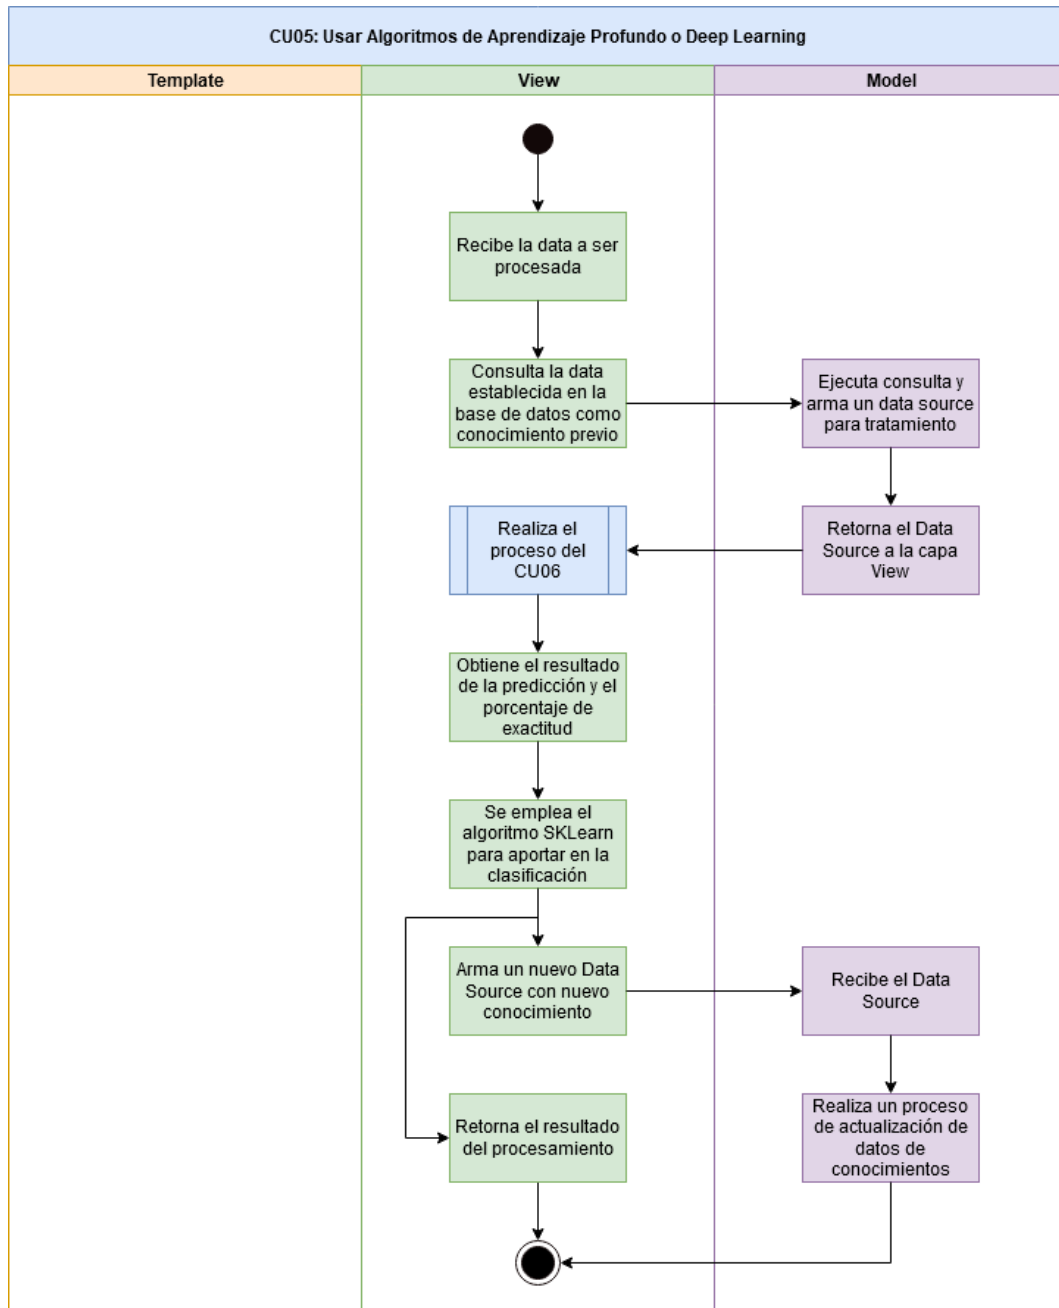 CU05: Usar Algoritmos de Aprendizaje Profundo o Deep Learning
Template
View
Model
Recibe la data a ser
procesada
Consulta la data
establecida en la
base de datos como
conocimiento previo
Ejecuta consulta y
arma un data source
para tratamiento
Realiza el
proceso del
CU06
Retorna el Data
Source a la capa
View
Obtiene el resultado
de la predicción y el
porcentaje de
exactitud
Se emplea el
algoritmo SKLearn
para aportar en la
clasificación
Arma un nuevo Data
Source con nuevo
conocimiento
Recibe el Data
Source
Retorna el resultado
del procesamiento
Realiza un proceso
de actualización de
datos de
conocimientos